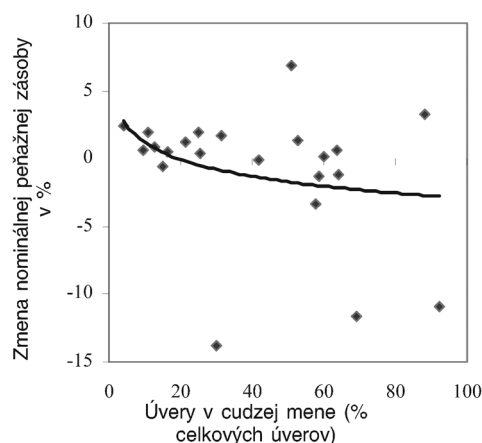 Zmena nominálnej peňažnej zásoby
v %
10
5
0
-5
-10
-15
0 20 40 60 80 100
Úvery v cudzej mene (%
celkových úverov)